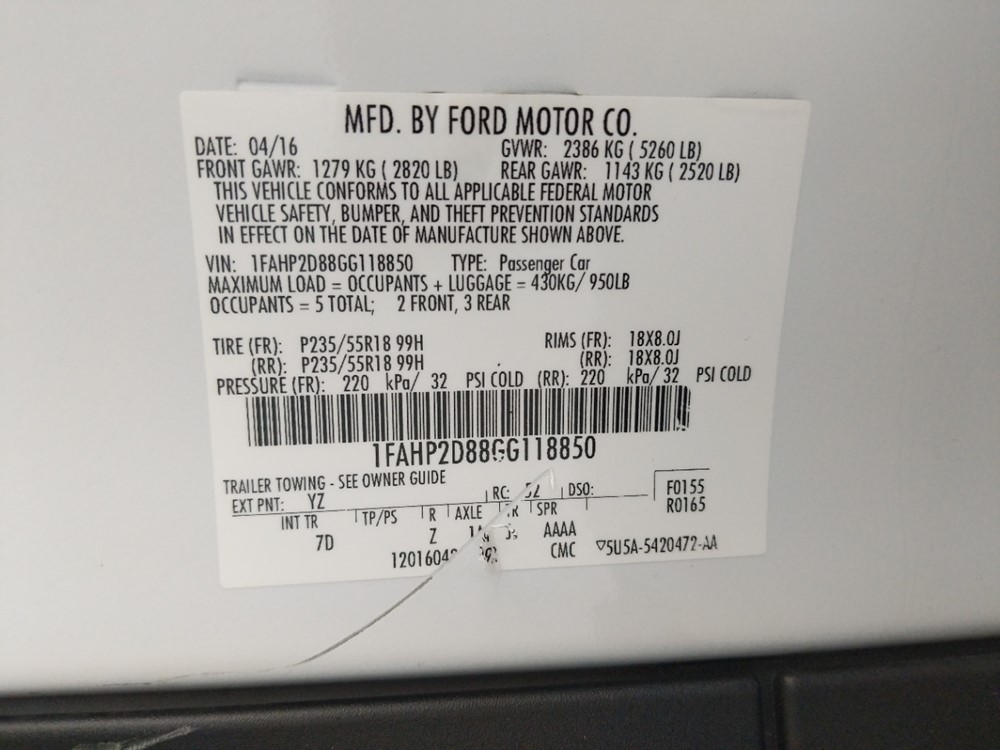 MFD. BY FORD MOTOR CO.
DATE: 04/16 GVWR: 2386 KG ( 5260 LB)
FRONT GAWR: 1279 KG ( 2820 LB) REAR GAWR: 1143 KG ( 2520 LB)
THIS VEHICLE CONFORMS TO ALL APPLICABLE FEDERAL MOTOR
VEHICLE SAFETY, BUMPER, AND THEFT PREVENTION STANDARDS
IN EFFECT ON THE DATE OF MANUFACTURE SHOWN ABOVE.
VIN: 1FAHP2D88GG118850 TYPE: Passenger Car
MAXIMUM LOAD = OCCUPANTS + LUGGAGE = 430KG/ 950LB
OCCUPANTS = 5 TOTAL; 2 FRONT, 3 REAR
TIRE (FR): P235/55R18 99H RIMS (FR): 18X8.0J
(RR): P235/55R18 99H (RR): 18X8.0J
PRESSURE (FR): 220 kPa/ 32 PSI COLD (RR): 220 kPa/ 32 PSI COLD
1FAHP2D88GG118850
TRAILER TOWING - SEE OWNER GUIDE
EXT PNT: YZ RC: 52 DSO: F0155
R0165
INT TR TP/PS R AXLE TR SPR
7D Z AAAA
CMC ▽5U5A-5420472-AA